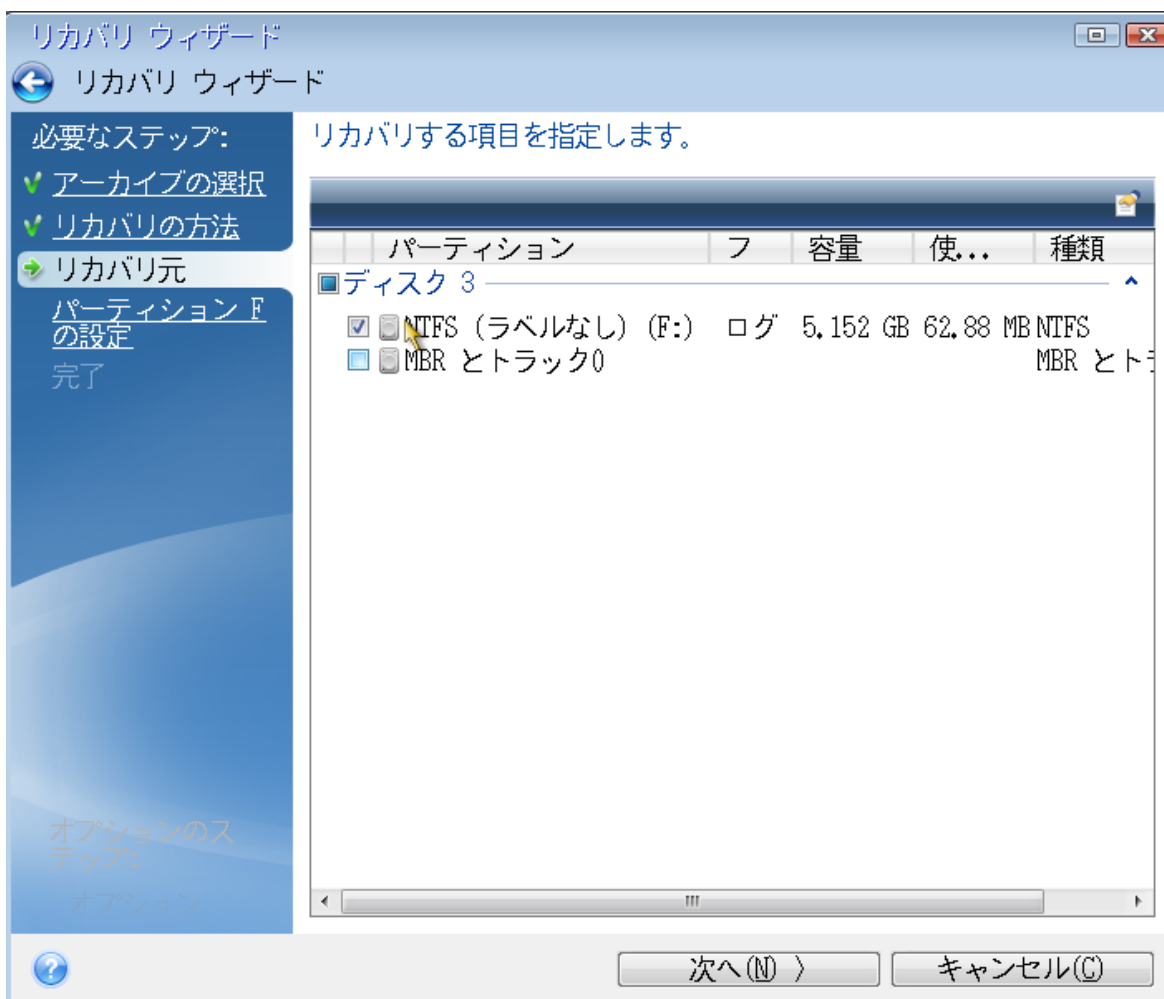 リカバリ ウィザード
リカバリ ウィザード
必要なステップ:
アーカイブの選択
リカバリの方法
リカバリ元
パーティション F
の設定
完了
オプションのス
テップ:
オプション
リカバリする項目を指定します。
パーティション フ 容量 使... 種類
ディスク 3
NTFS (ラベルなし) (F:) ログ 5.152 GB 62.88 MB NTFS
MBR とトラック0 MBR とト
次へ(N) 〉 キャンセル(C)